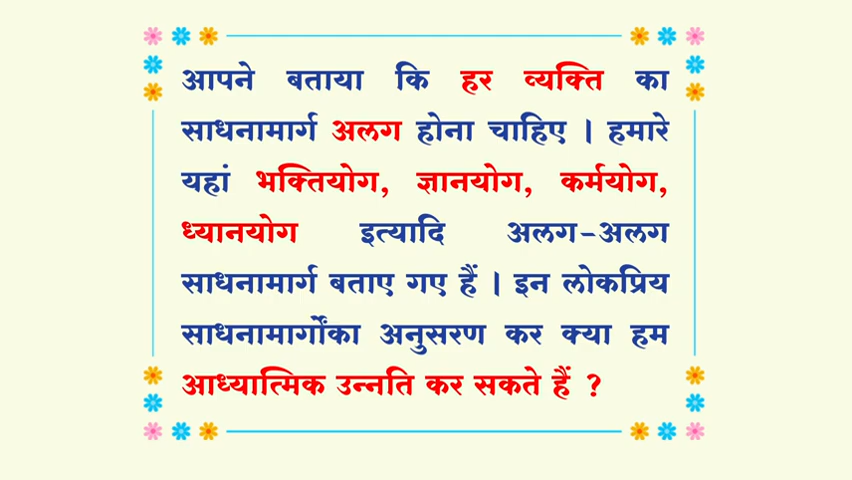 आपने बताया कि हर व्यक्ति का
साधनामार्ग अलग होना चाहिए । हमारे
यहां भक्तियोग, ज्ञानयोग, कर्मयोग,
ध्यानयोग इत्यादि अलग-अलग
साधनामार्ग बताए गए हैं । इन लोकप्रिय
साधनामार्गोंका अनुसरण कर क्या हम
आध्यात्मिक उन्नति कर सकते हैं ?